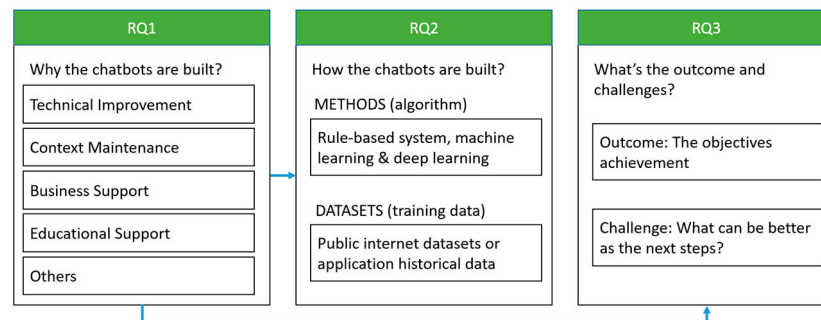 RQ1
Why the chatbots are built?
Technical Improvement
Context Maintenance
Business Support
Educational Support
Others
RQ2
How the chatbots are built?
METHODS (algorithm)
Rule-based system, machine
learning & deep learning
DATASETS (training data)
Public internet datasets or
application historical data
RQ3
What's the outcome and
challenges?
Outcome: The objectives
achievement
Challenge: What can be better
as the next steps?